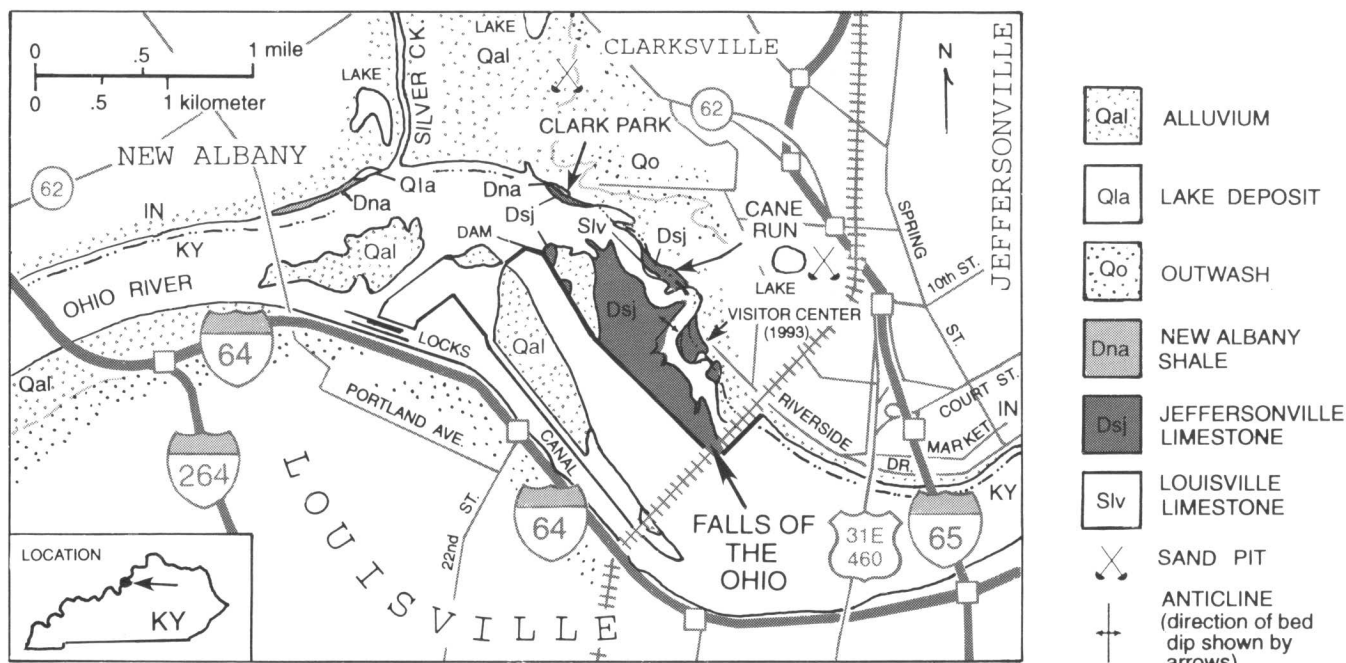 0 .5 1 mile
0 .5 1 kilometer
LAKE
SILVER CK.
LAKE
Qal
CLARKSVILLE
N
JEFFERSONVILLE
NEW ALBANY
62
CLARK PARK
62
Qo
Qla
Dna
Dna
Dsj
IN
KY
Slv
Dsj
CANE
RUN
SPRING
ST.
10th ST.
Qal
DAM
LAKE
OHIO RIVER
VISITOR CENTER
(1993)
Dsj
64
LOCKS
Qal
Qal
PORTLAND AVE.
CANAL
RIVERSIDE
DR.
COURT ST.
MARKET
IN
KY
264
22nd
ST.
64
FALLS OF
THE
OHIO
31E
460
65
LOUISVILLE
LOCATION
KY
Qal ALLUVIUM
Qla LAKE DEPOSIT
Qo OUTWASH
Dna NEW ALBANY
SHALE
Dsj JEFFERSONVILLE
LIMESTONE
Slv LOUISVILLE
LIMESTONE
SAND PIT
ANTICLINE
(direction of bed
dip shown by
arrows)